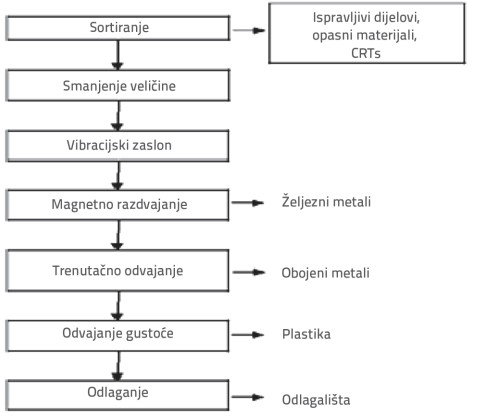 Sortiranje
Ispravljivi dijelovi,
opasni materijali,
CRTs
Smanjenje veličine
Vibracijski zaslon
Magnetno razdvajanje
Željezni metali
Trenutačno odvajanje
Obojeni metali
Odvajanje gustoće
Plastika
Odlaganje
Odlagališta